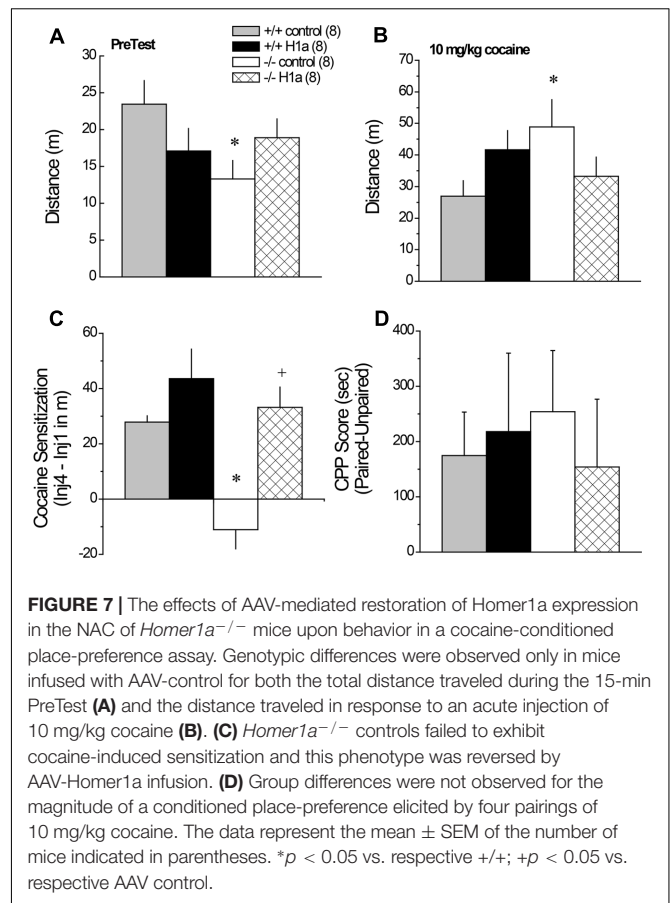 A
PreTest
+/+ control (8)
+/+ H1a (8)
-/- control (8)
-/- H1a (8)
Distance (m)
30
25
20
15
10
5
0
*
B
10 mg/kg cocaine
Distance (m)
70
60
50
40
30
20
10
0
*
C
Cocaine Sensitization
(Inj4 - Inj1 in m)
60
40
20
0
-20
*
+
D
CPP Score (sec)
(Paired-Unpaired)
400
300
200
100
0
FIGURE 7 | The effects of AAV-mediated restoration of Homer1a expression
in the NAC of Homer1a−/− mice upon behavior in a cocaine-conditioned
place-preference assay. Genotypic differences were observed only in mice
infused with AAV-control for both the total distance traveled during the 15-min
PreTest (A) and the distance traveled in response to an acute injection of
10 mg/kg cocaine (B). (C) Homer1a−/− controls failed to exhibit
cocaine-induced sensitization and this phenotype was reversed by
AAV-Homer1a infusion. (D) Group differences were not observed for the
magnitude of a conditioned place-preference elicited by four pairings of
10 mg/kg cocaine. The data represent the mean ± SEM of the number of
mice indicated in parentheses. *p < 0.05 vs. respective +/+; +p < 0.05 vs.
respective AAV control.